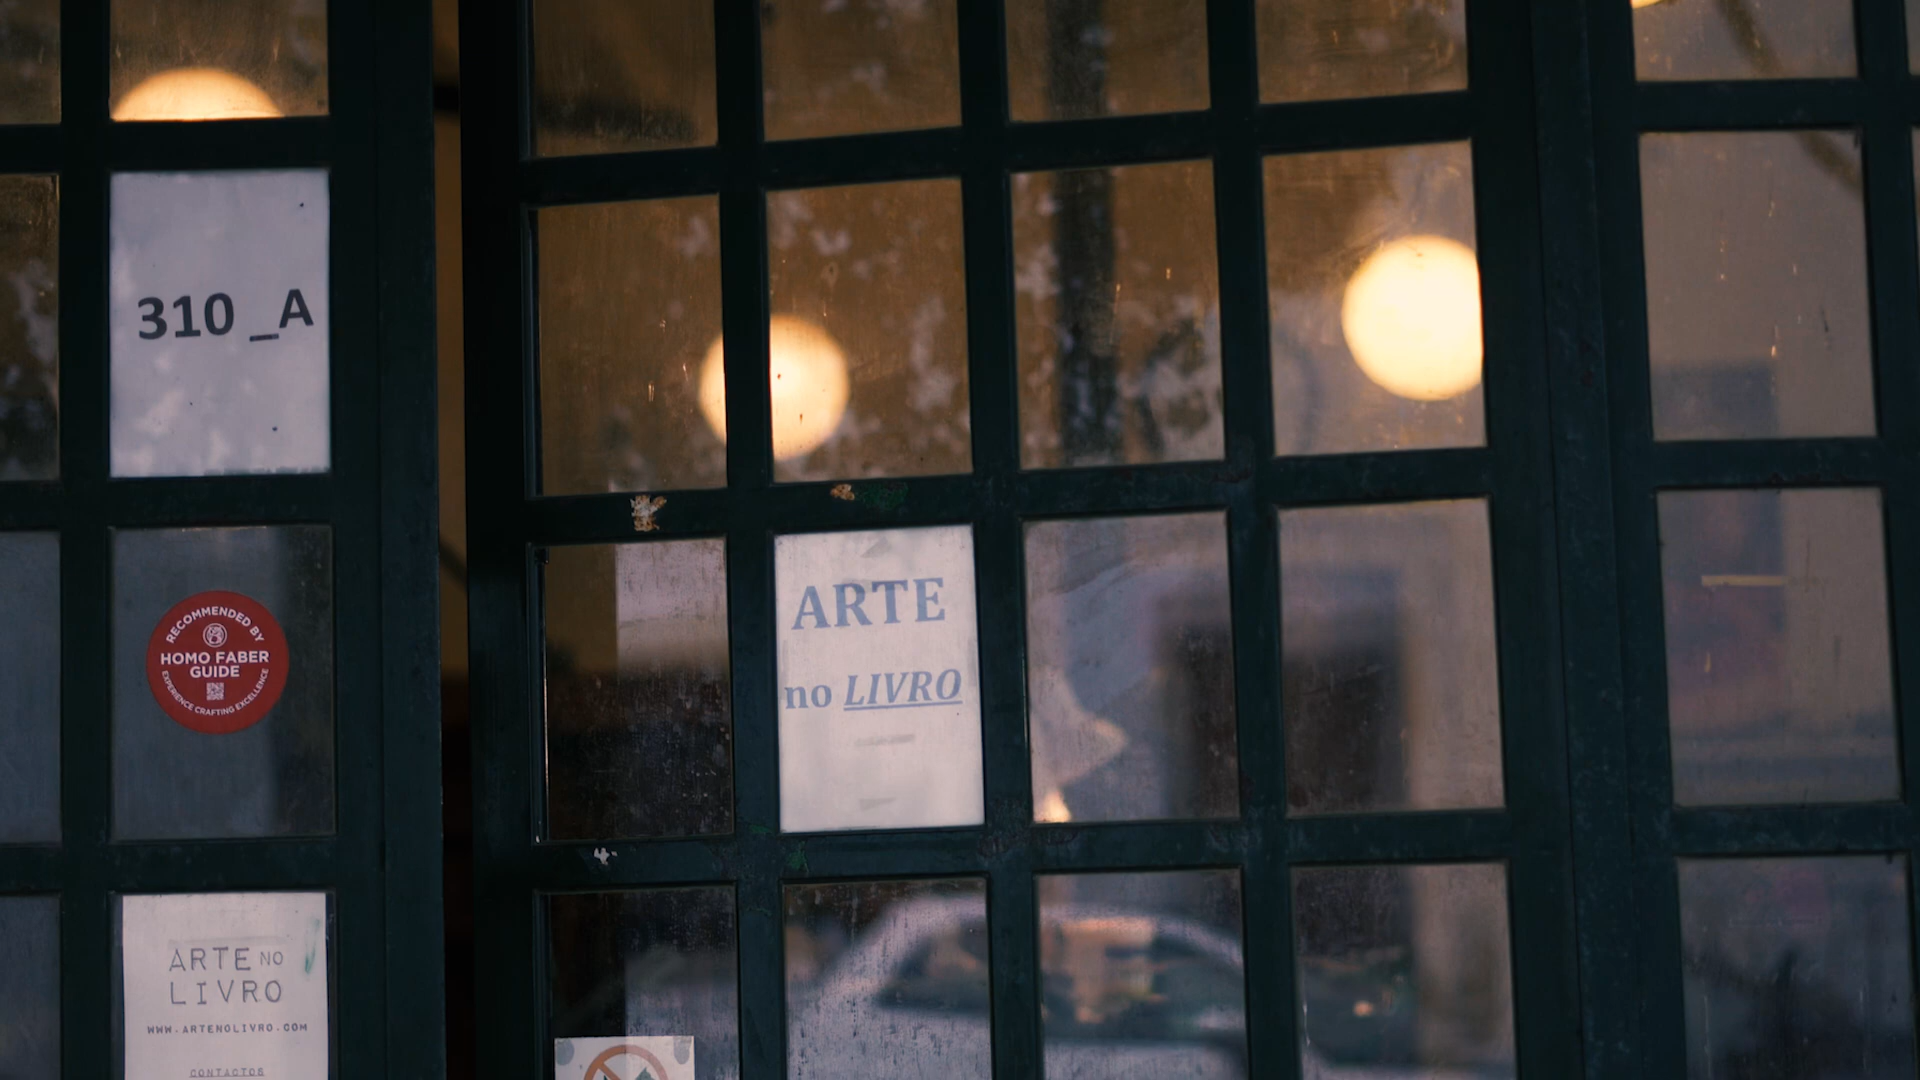 310 _A
RECOMMENDED BY
HOMO FABER
GUIDE
EXPERIENCE CRAFTING EXCELLENCE
ARTE NO
LIVRO
WWW.ARTENOLIVRO.COM
CONTACTOS
ARTE
no LIVRO